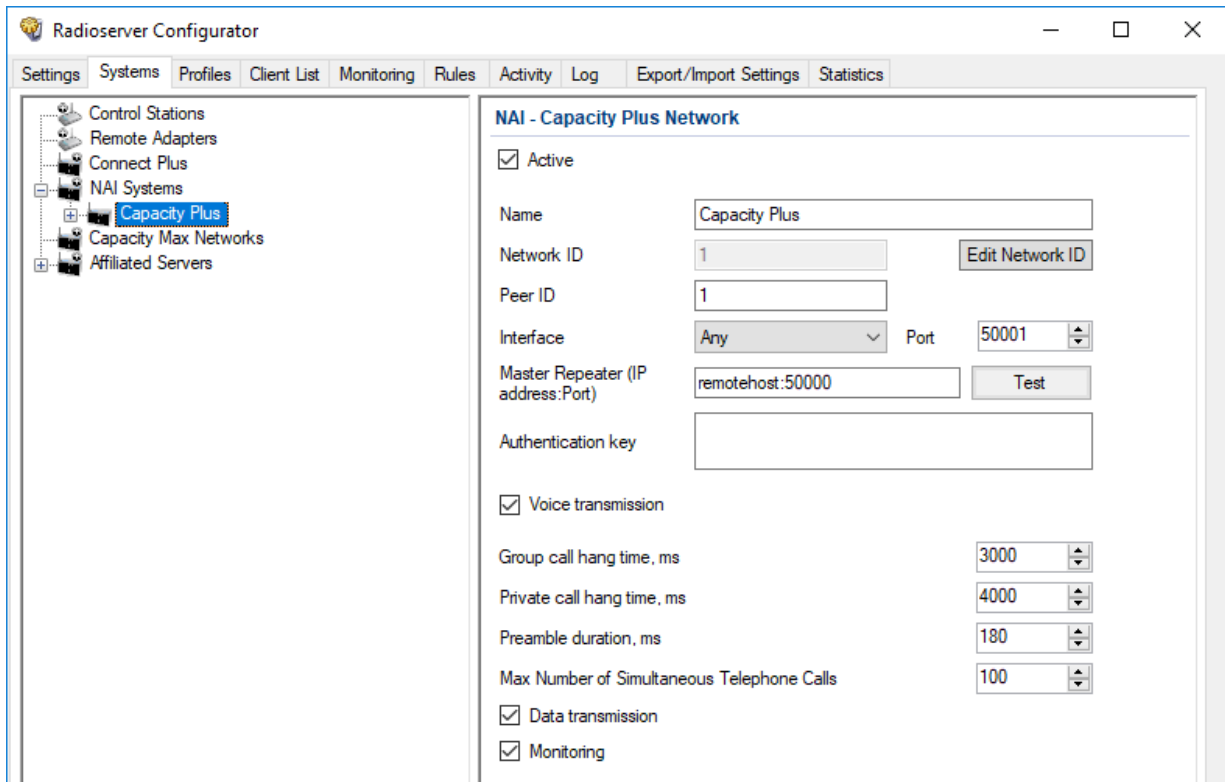 Radioserver Configurator
Settings Systems Profiles Client List Monitoring Rules Activity Log Export/Import Settings Statistics
Control Stations
Remote Adapters
Connect Plus
NAI Systems
Capacity Plus
Capacity Max Networks
Affiliated Servers
NAI - Capacity Plus Network
Active
Name Capacity Plus
Network ID 1 Edit Network ID
Peer ID 1
Interface Any Port 50001
Master Repeater (IP
address:Port) remotehost:50000 Test
Authentication key
Voice transmission
Group call hang time, ms 3000
Private call hang time, ms 4000
Preamble duration, ms 180
Max Number of Simultaneous Telephone Calls 100
Data transmission
Monitoring